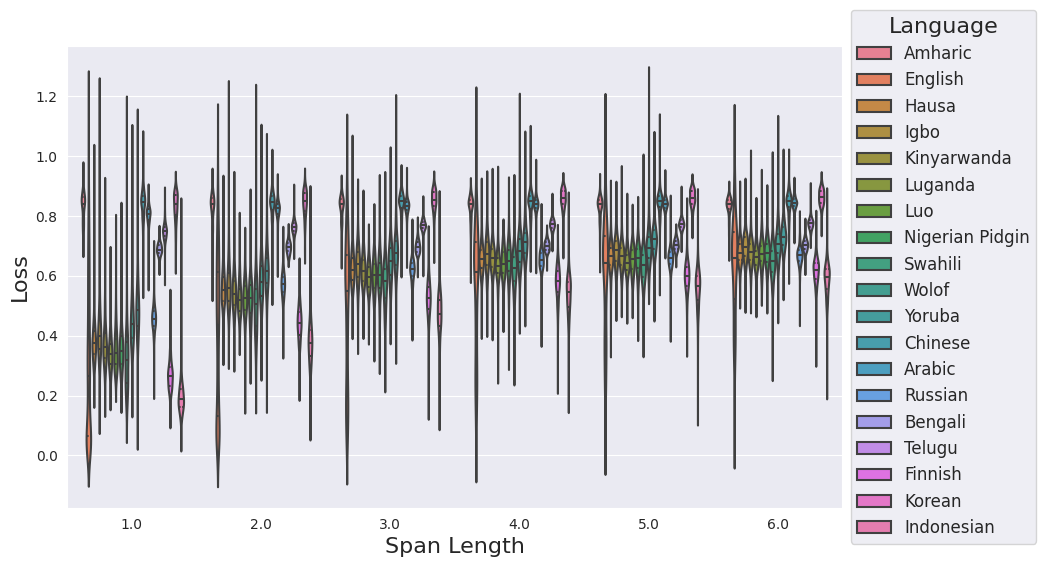 Language
Amharic
English
Hausa
Igbo
Kinyarwanda
Luganda
Luo
Nigerian Pidgin
Swahili
Wolof
Yoruba
Chinese
Arabic
Russian
Bengali
Telugu
Finnish
Korean
Indonesian
Loss
1.2
1.0
0.8
0.6
0.4
0.2
0.0
1.0 2.0 3.0 4.0 5.0 6.0
Span Length